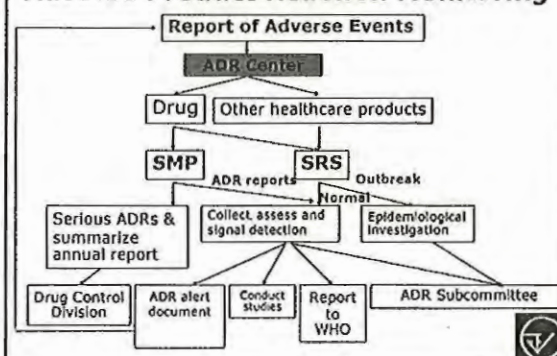 Report of Adverse Events
ADR Center
Drug
Other healthcare products
SMP
SRS
ADR reports
Outbreak
Normal
Serious ADRs &
summarize
annual report
Collect, assess and
signal detection
Epidemiological
Investigation
Drug Control
Division
ADR alert
document
Conduct
studies
Report
to
WHO
ADR Subcommittee